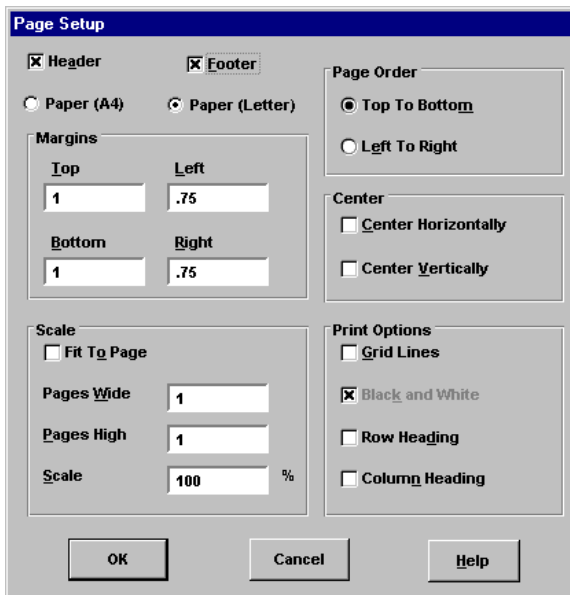 Page Setup
Header
Footer
Paper (A4)
Paper (Letter)
Margins
Top
Left
1
.75
Bottom
Right
1
.75
Page Order
Top To Bottom
Left To Right
Center
Center Horizontally
Center Vertically
Scale
Fit To Page
Pages Wide
1
Pages High
1
Scale
100
%
Print Options
Grid Lines
Black and White
Row Heading
Column Heading
OK
Cancel
Help